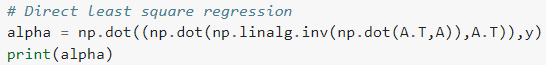 # Direct least square regression
alpha = np.dot((np.dot(np.linalg.inv(np.dot(A.T,A)),A.T)),y)
print(alpha)